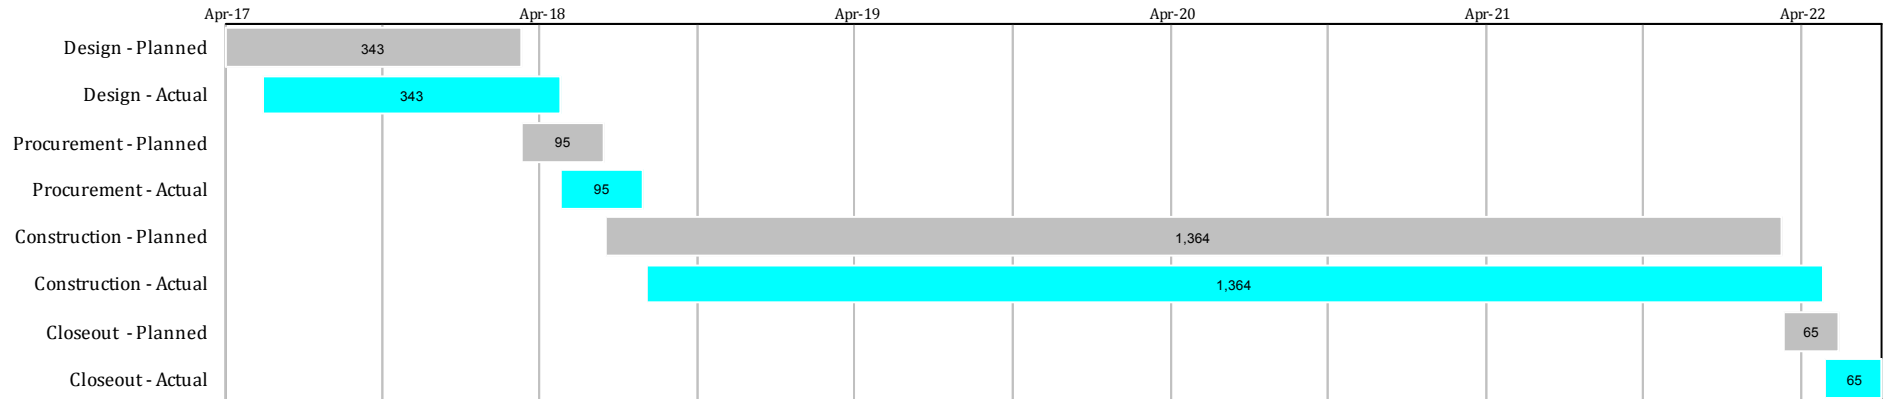 Apr-17 Apr-18 Apr-19 Apr-20 Apr-21 Apr-22
Design - Planned 343
Design - Actual 343
Procurement - Planned 95
Procurement - Actual 95
Construction - Planned 1,364
Construction - Actual 1,364
Closeout - Planned 65
Closeout - Actual 65